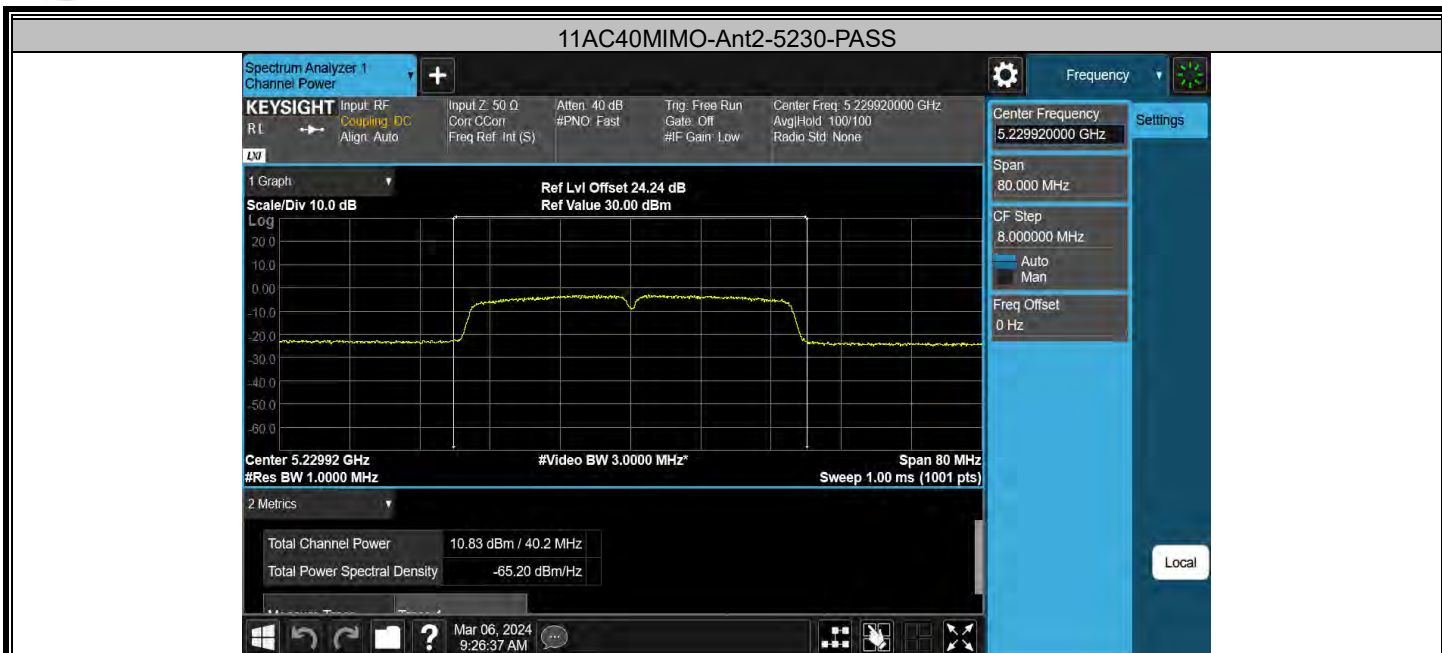 11AC40MIMO-Ant2-5230-PASS
Spectrum Analyzer 1
Channel Power
Frequency
KEYSIGHT
RL
LXI
Input: RF
Coupling: DC
Align: Auto
Input Z: 50 Ω
Corr CCorr
Freq Ref: Int (S)
Atten: 40 dB
#PNO: Fast
Trig: Free Run
Gate: Off
#IF Gain: Low
Center Freq: 5.229920000 GHz
Avg|Hold: 100/100
Radio Std: None
Center Frequency
5.229920000 GHz
Settings
Span
80.000 MHz
CF Step
8.000000 MHz
Auto
Man
Freq Offset
0 Hz
Local
1 Graph
Scale/Div 10.0 dB
Ref Lvl Offset 24.24 dB
Ref Value 30.00 dBm
Log
20.0
10.0
0.00
-10.0
-20.0
-30.0
-40.0
-50.0
-60.0
Center 5.22992 GHz
#Video BW 3.0000 MHz*
Span 80 MHz
#Res BW 1.0000 MHz
Sweep 1.00 ms (1001 pts)
2 Metrics
Total Channel Power 10.83 dBm / 40.2 MHz
Total Power Spectral Density -65.20 dBm/Hz
?
Mar 06, 2024
9:26:37 AM